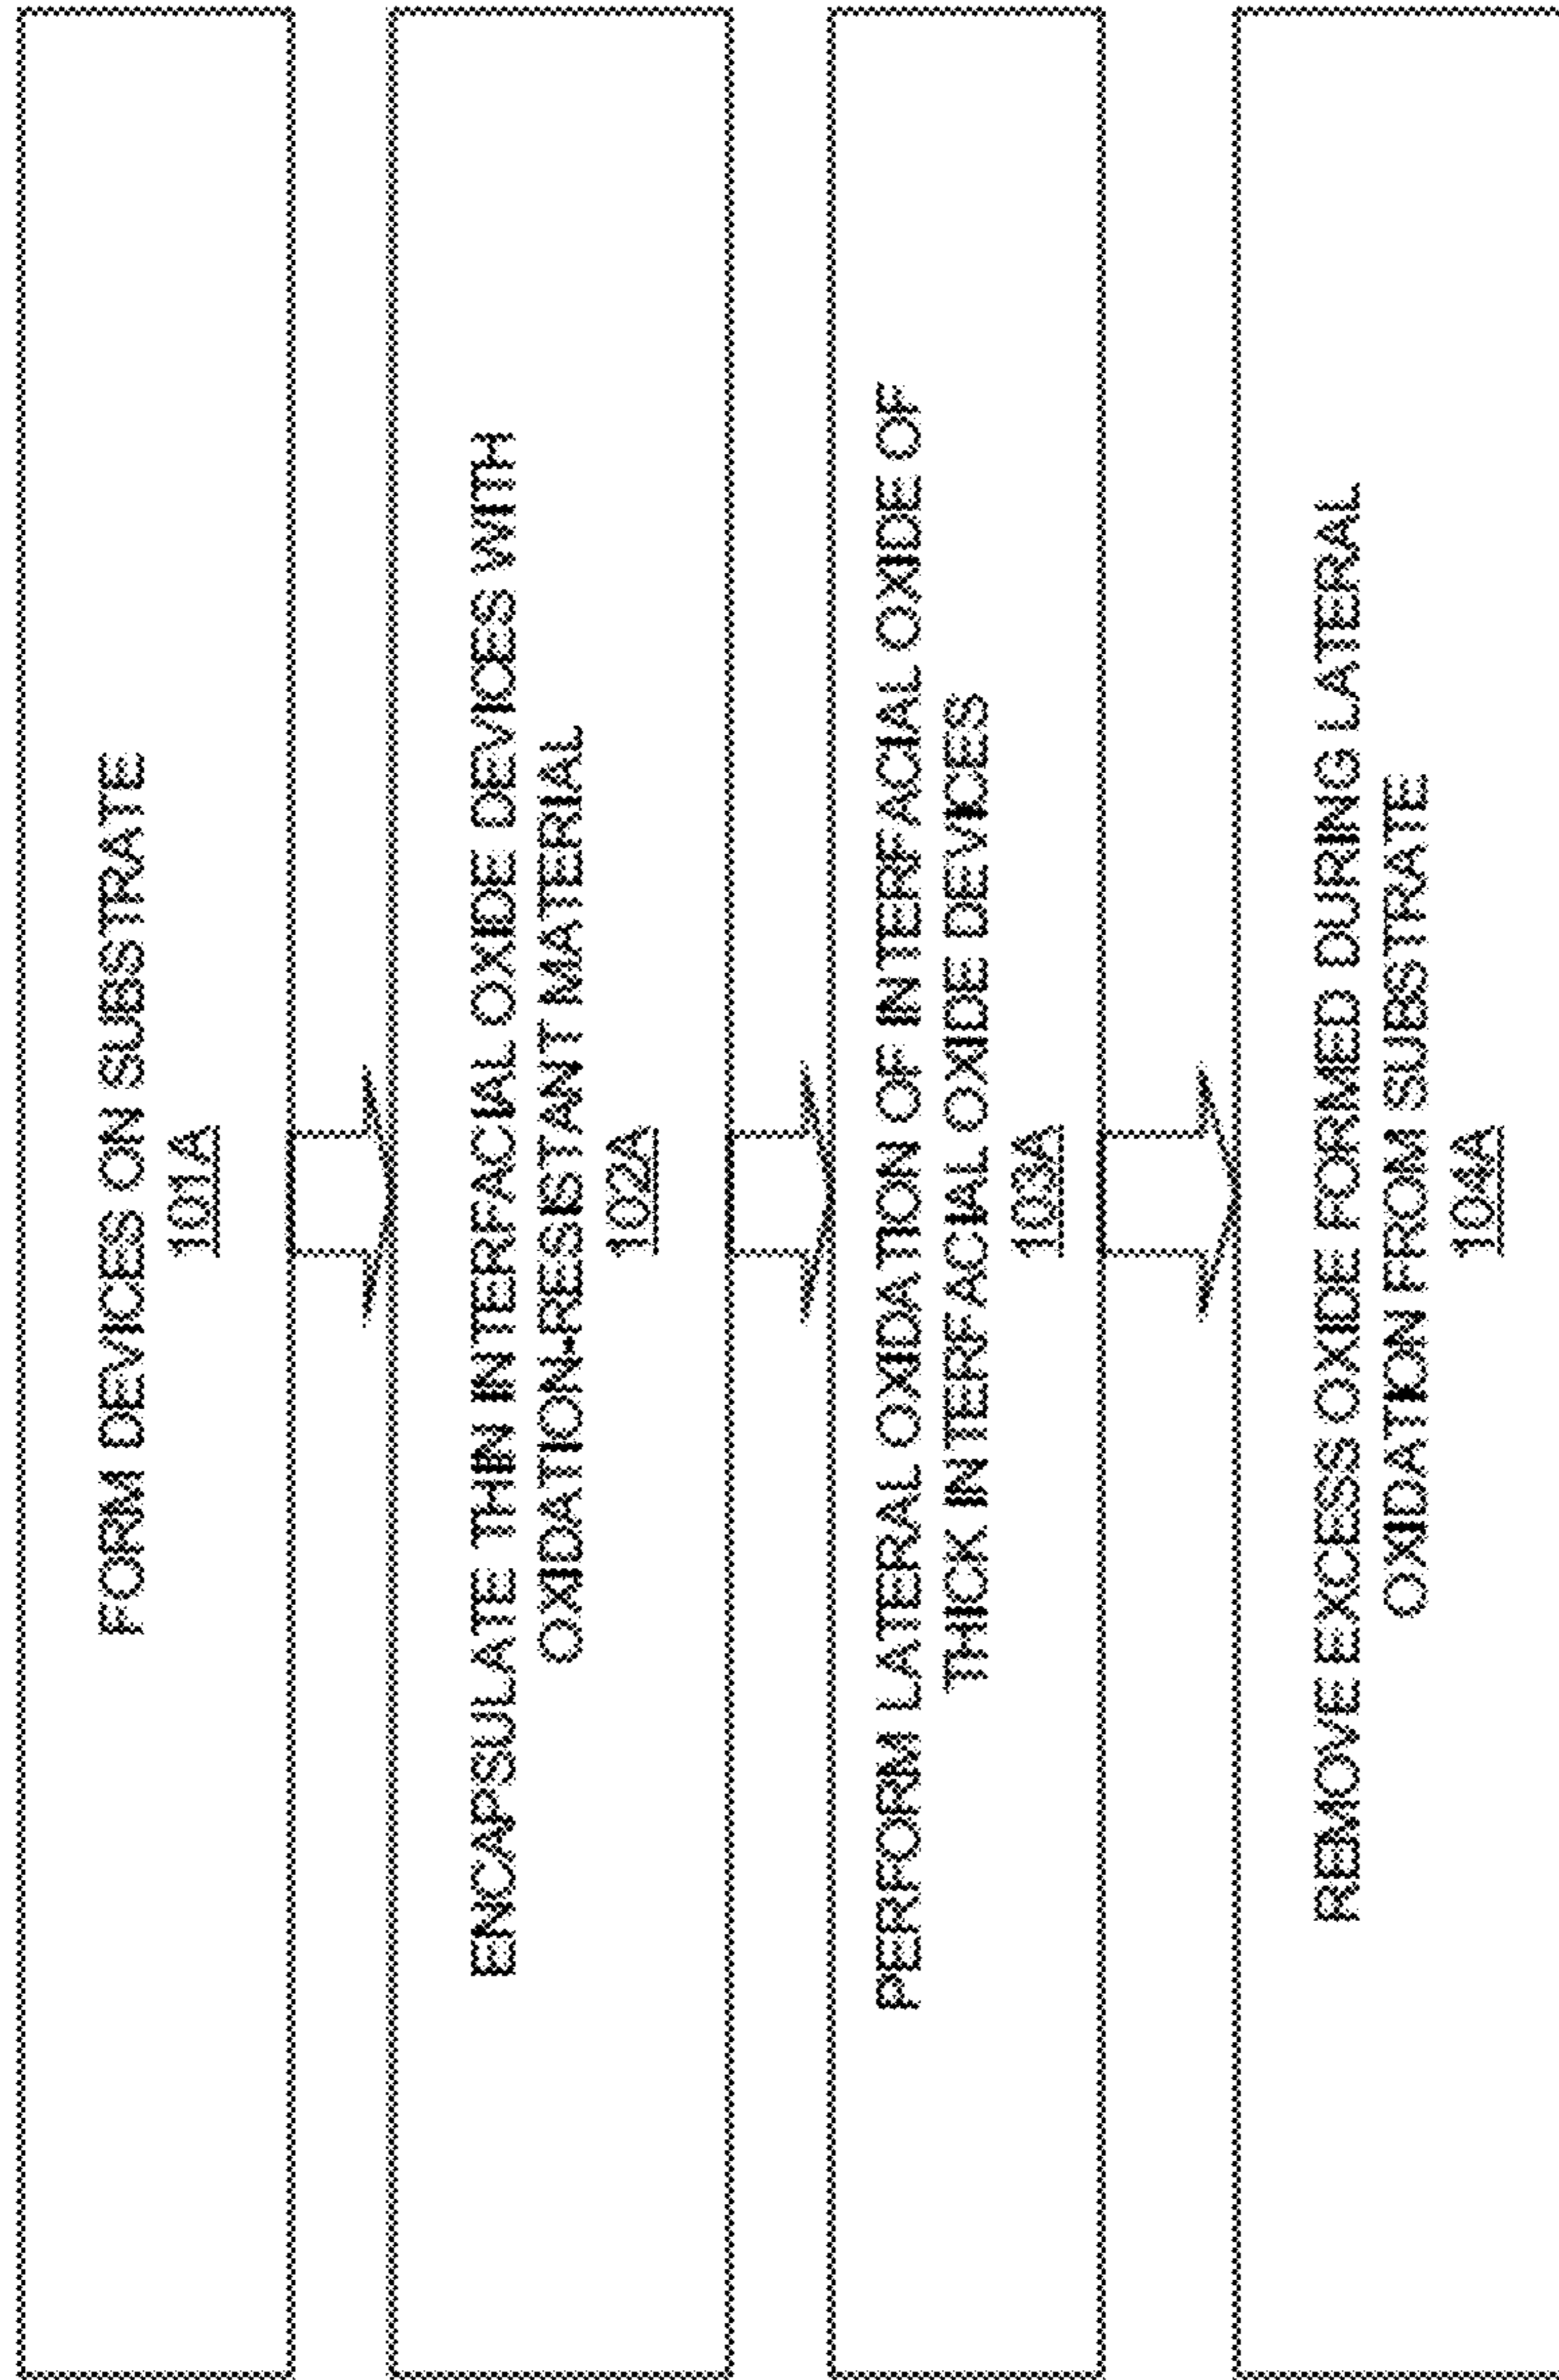 FORM DEVICES ON SUBSTRATE
101A
ENCAPSULATE THIN INTERFACIAL OXIDE DEVICES WITH
OXIDATION-RESISTANT MATERIAL
102A
PERFORM LATERAL OXIDATION OF INTERFACIAL OXIDE OF
THICK INTERFACIAL OXIDE DEVICES
103A
REMOVE EXCESS OXIDE FORMED DURING LATERAL
OXIDATION FROM SUBSTRATE
104A